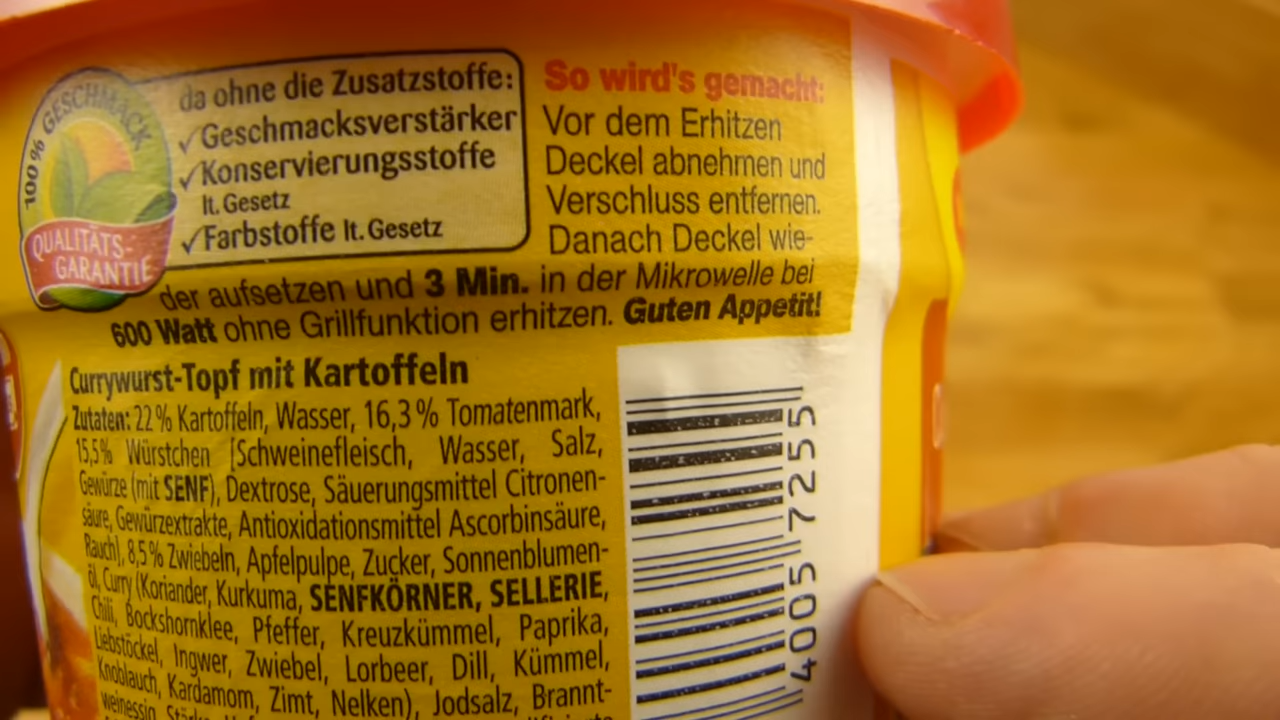 100% GESCHMACK
QUALITÄTS-
GARANTIE
da ohne die Zusatzstoffe:
✓Geschmacksverstärker
✓Konservierungsstoffe
lt. Gesetz
✓Farbstoffe lt. Gesetz
So wird's gemacht:
Vor dem Erhitzen
Deckel abnehmen und
Verschluss entfernen.
Danach Deckel wie-
der aufsetzen und 3 Min. in der Mikrowelle bei
600 Watt ohne Grillfunktion erhitzen. Guten Appetit!
Currywurst-Topf mit Kartoffeln
Zutaten: 22 % Kartoffeln, Wasser, 16,3 % Tomatenmark,
15,5% Würstchen [Schweinefleisch, Wasser, Salz,
Gewürze (mit SENF), Dextrose, Säuerungsmittel Citronen-
säure, Gewürzextrakte, Antioxidationsmittel Ascorbinsäure,
Rauch], 8,5 % Zwiebeln, Apfelpulpe, Zucker, Sonnenblumen-
öl, Curry (Koriander, Kurkuma, SENFKÖRNER, SELLERIE,
Chili, Bockshornklee, Pfeffer, Kreuzkümmel, Paprika,
Liebstöckel, Ingwer, Zwiebel, Lorbeer, Dill, Kümmel,
Knoblauch, Kardamom, Zimt, Nelken), Jodsalz, Brannt-
weinessig,
4005 7255